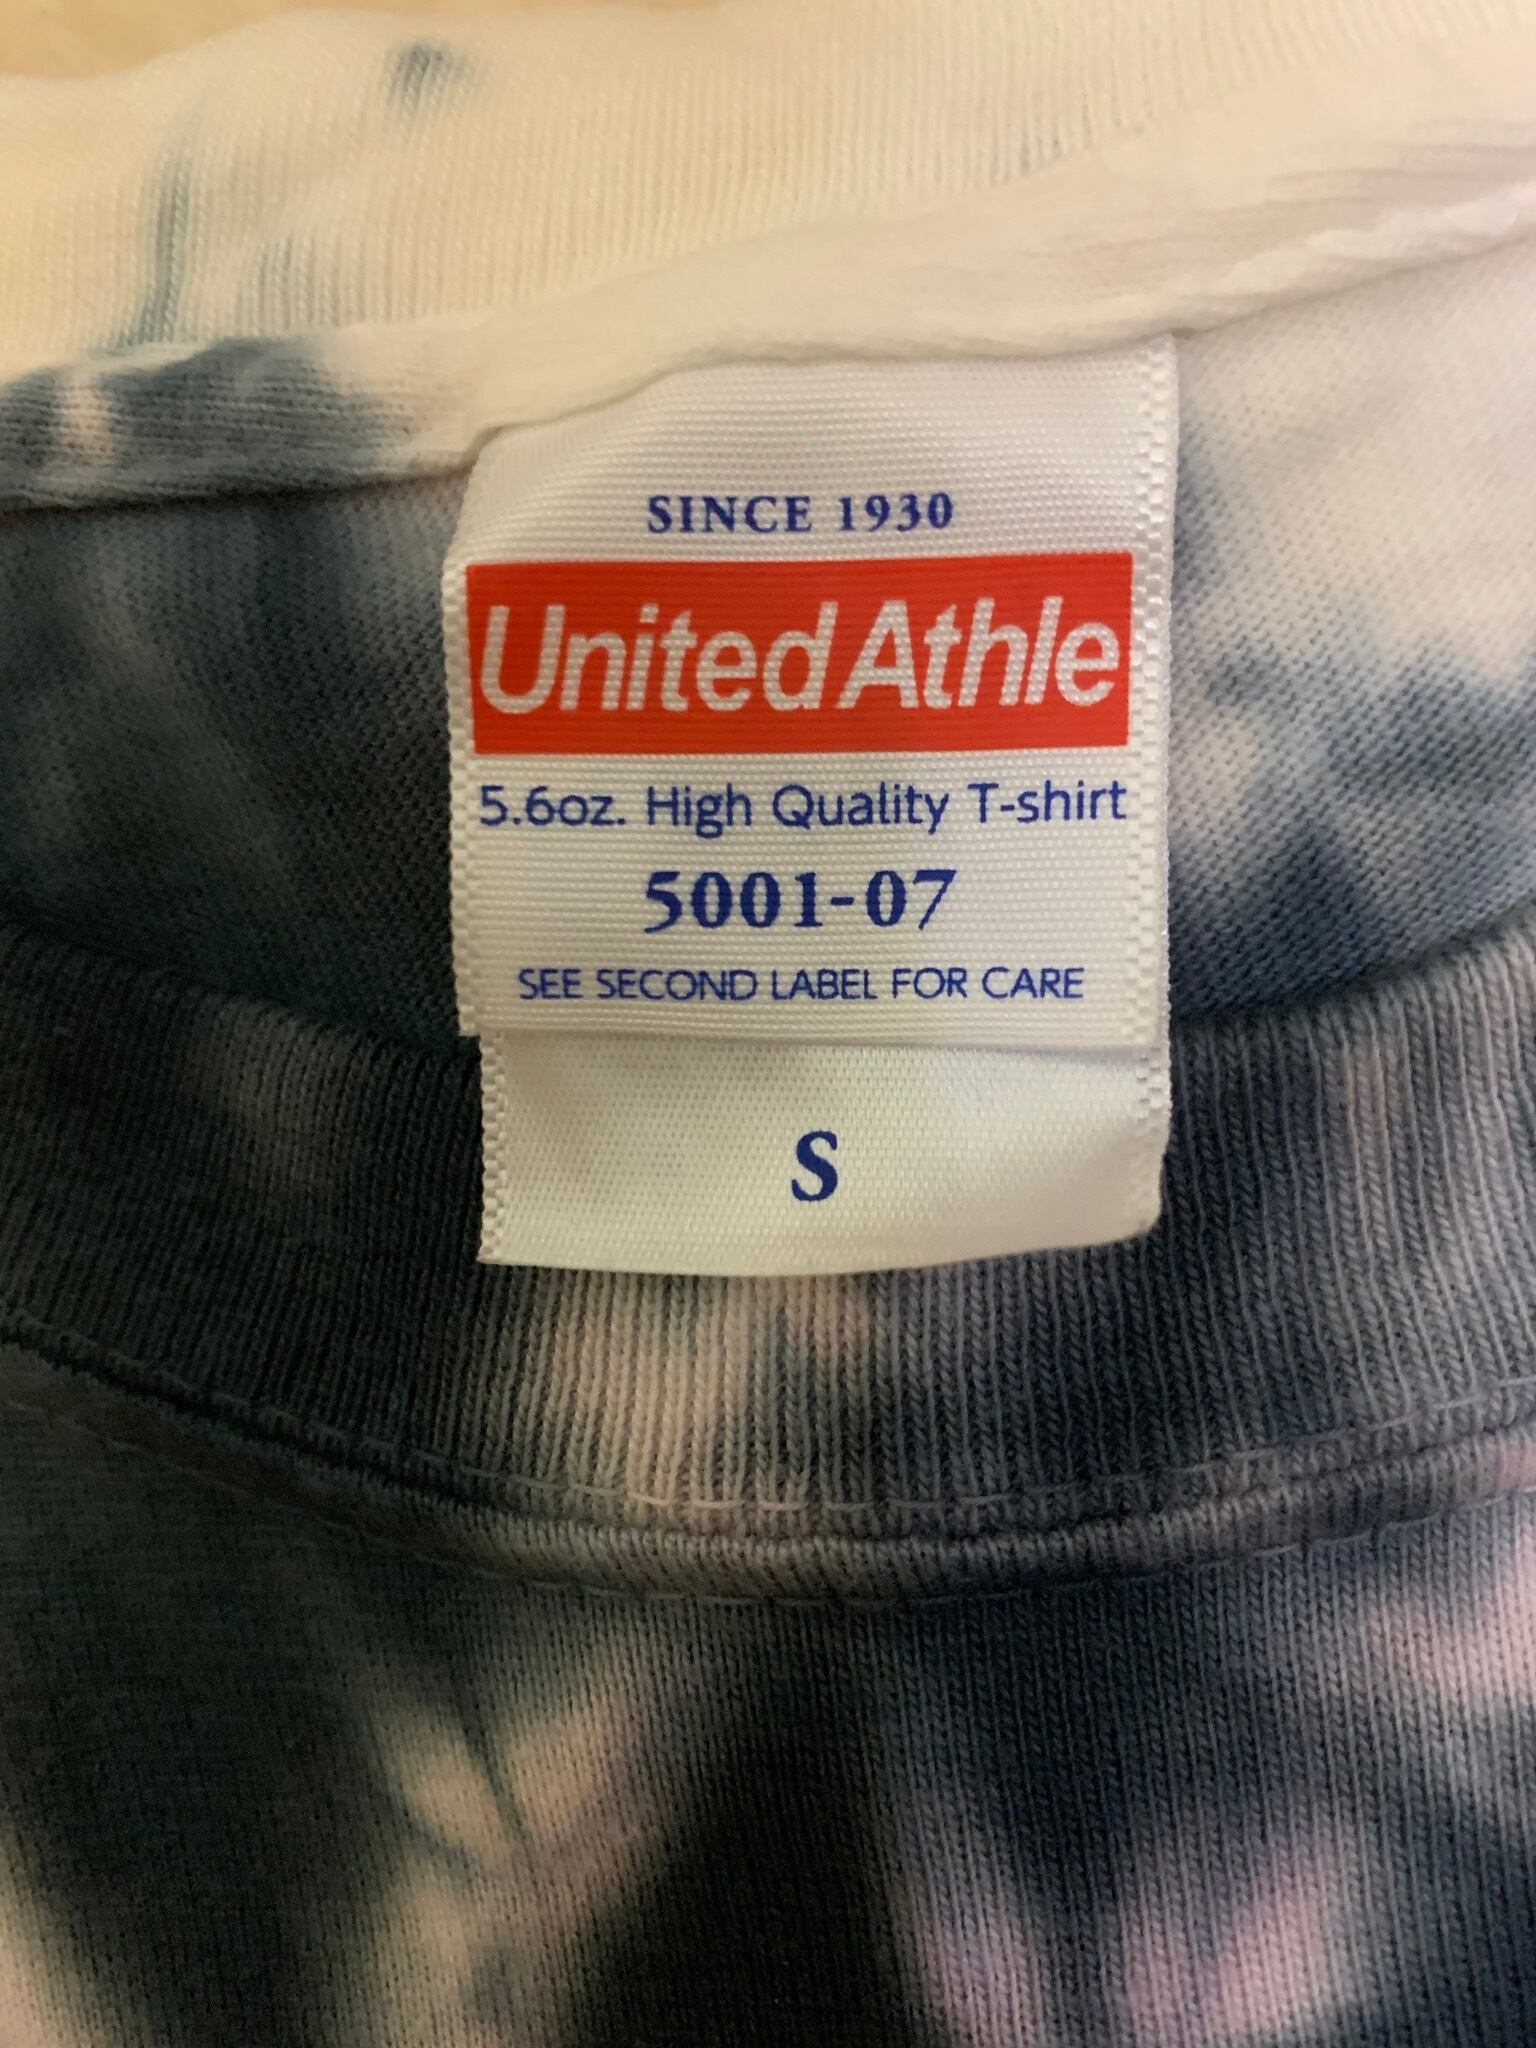 SINCE 1930
United Athle
5.6oz. High Quality T-shirt
5001-07
SEE SECOND LABEL FOR CARE
S